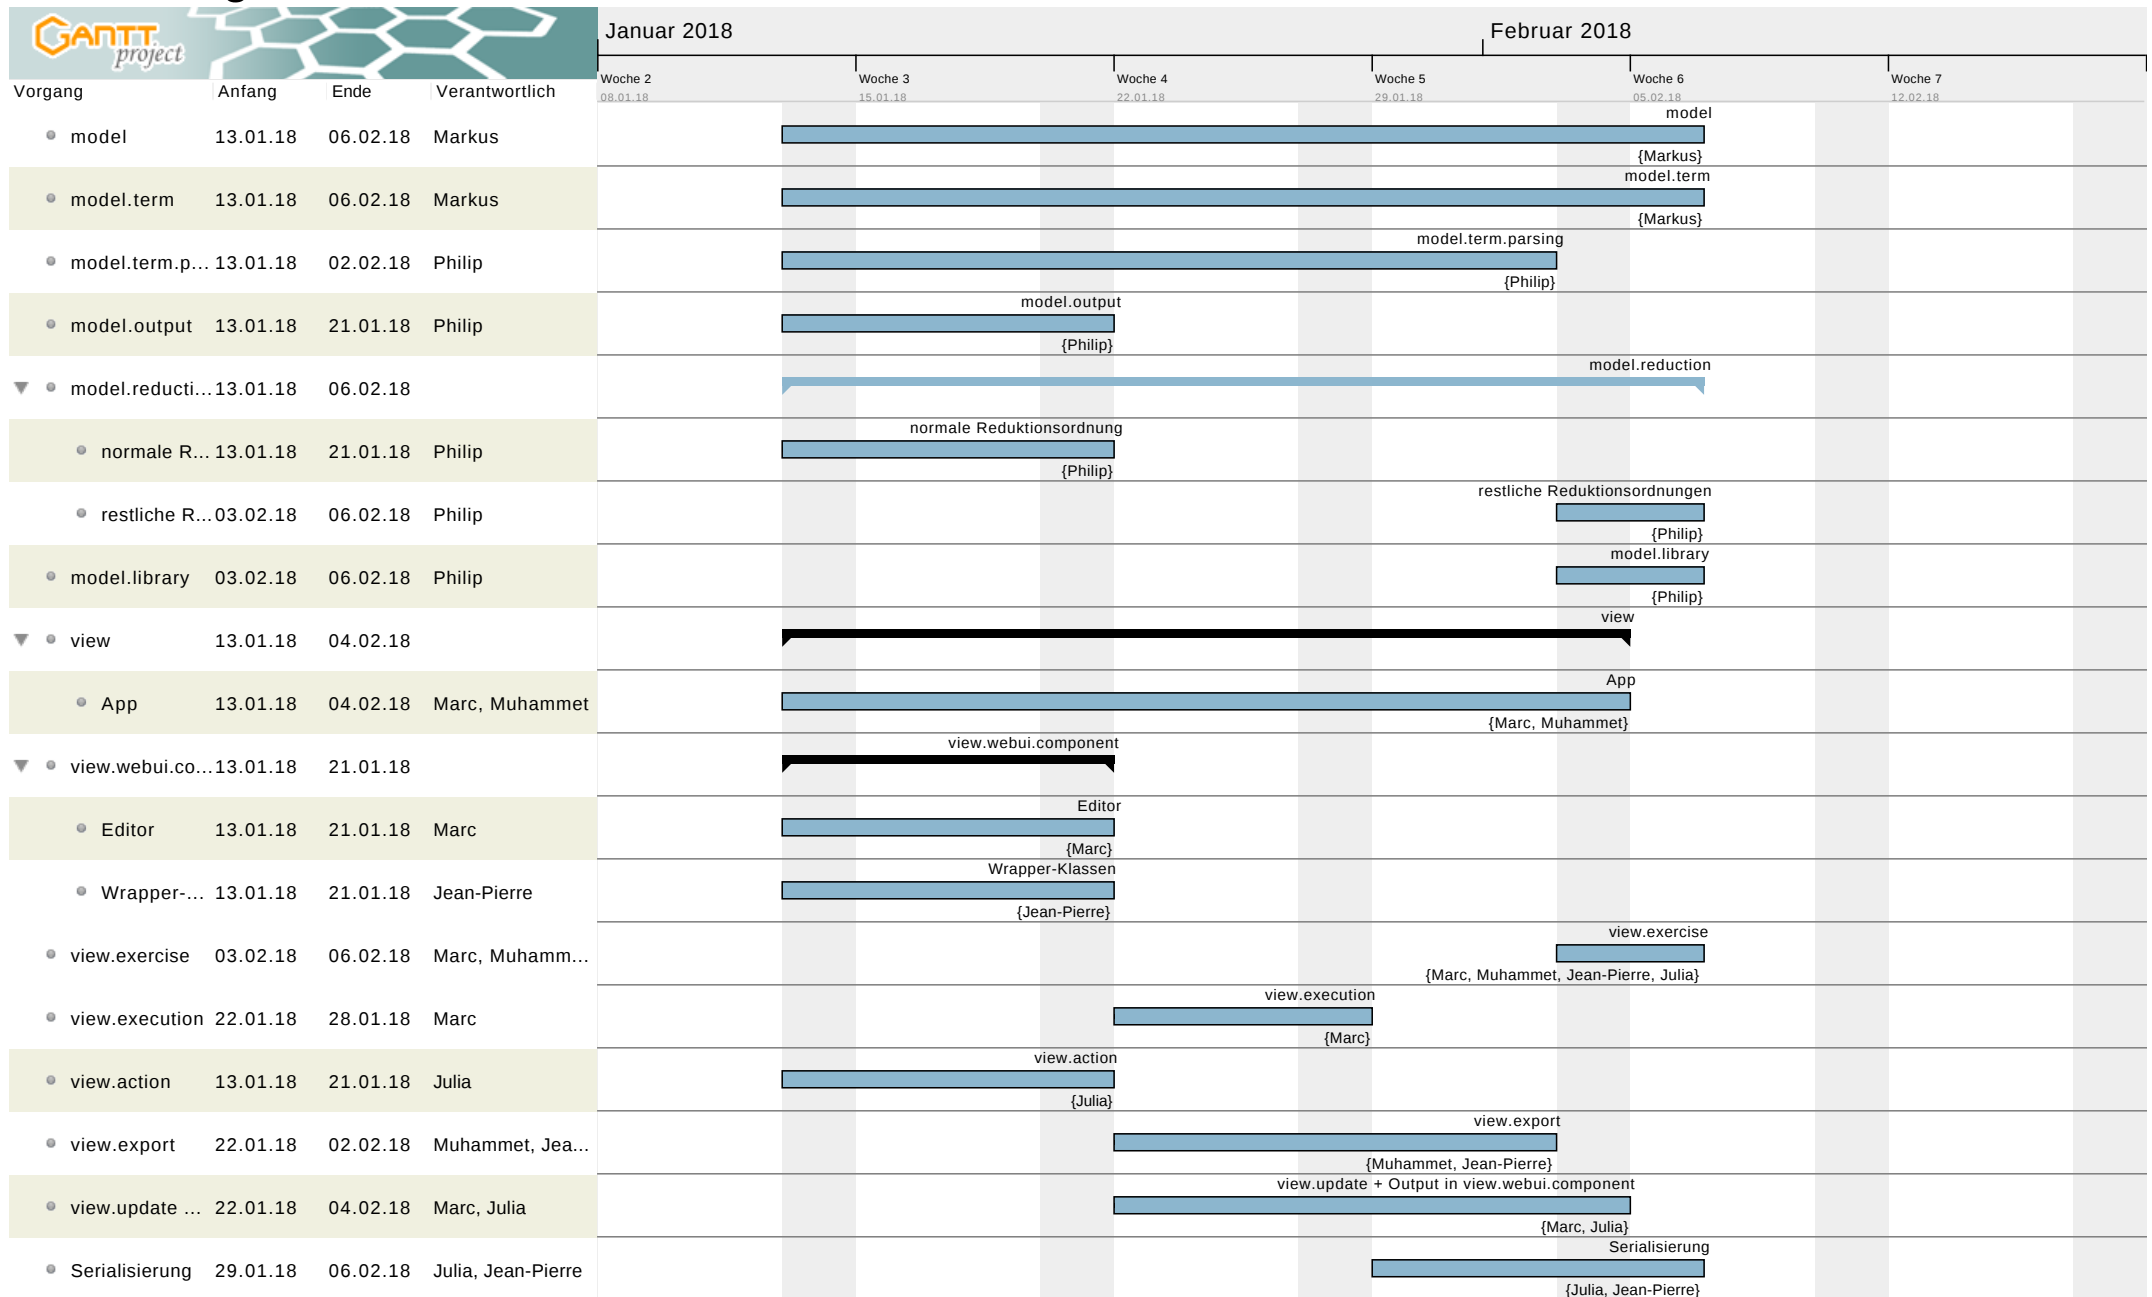 GANTT project
Januar 2018
Februar 2018
Woche 2
Woche 3
Woche 4
Woche 5
Woche 6
Woche 7
08.01.18
15.01.18
22.01.18
29.01.18
05.02.18
12.02.18
Vorgang Anfang Ende Verantwortlich
model 13.01.18 06.02.18 Markus
model
{Markus}
model.term 13.01.18 06.02.18 Markus
model.term
{Markus}
model.term.p... 13.01.18 02.02.18 Philip
model.term.parsing
{Philip}
model.output 13.01.18 21.01.18 Philip
model.output
{Philip}
model.reducti... 13.01.18 06.02.18
model.reduction
normale R... 13.01.18 21.01.18 Philip
normale Reduktionsordnung
{Philip}
restliche R... 03.02.18 06.02.18 Philip
restliche Reduktionsordnungen
{Philip}
model.library 03.02.18 06.02.18 Philip
model.library
{Philip}
view 13.01.18 04.02.18
view
App 13.01.18 04.02.18 Marc, Muhammet
App
{Marc, Muhammet}
view.webui.co... 13.01.18 21.01.18
view.webui.component
Editor 13.01.18 21.01.18 Marc
Editor
{Marc}
Wrapper-... 13.01.18 21.01.18 Jean-Pierre
Wrapper-Klassen
{Jean-Pierre}
view.exercise 03.02.18 06.02.18 Marc, Muhamm...
view.exercise
{Marc, Muhammet, Jean-Pierre, Julia}
view.execution 22.01.18 28.01.18 Marc
view.execution
{Marc}
view.action 13.01.18 21.01.18 Julia
view.action
{Julia}
view.export 22.01.18 02.02.18 Muhammet, Jea...
view.export
{Muhammet, Jean-Pierre}
view.update ... 22.01.18 04.02.18 Marc, Julia
view.update + Output in view.webui.component
{Marc, Julia}
Serialisierung 29.01.18 06.02.18 Julia, Jean-Pierre
Serialisierung
{Julia, Jean-Pierre}